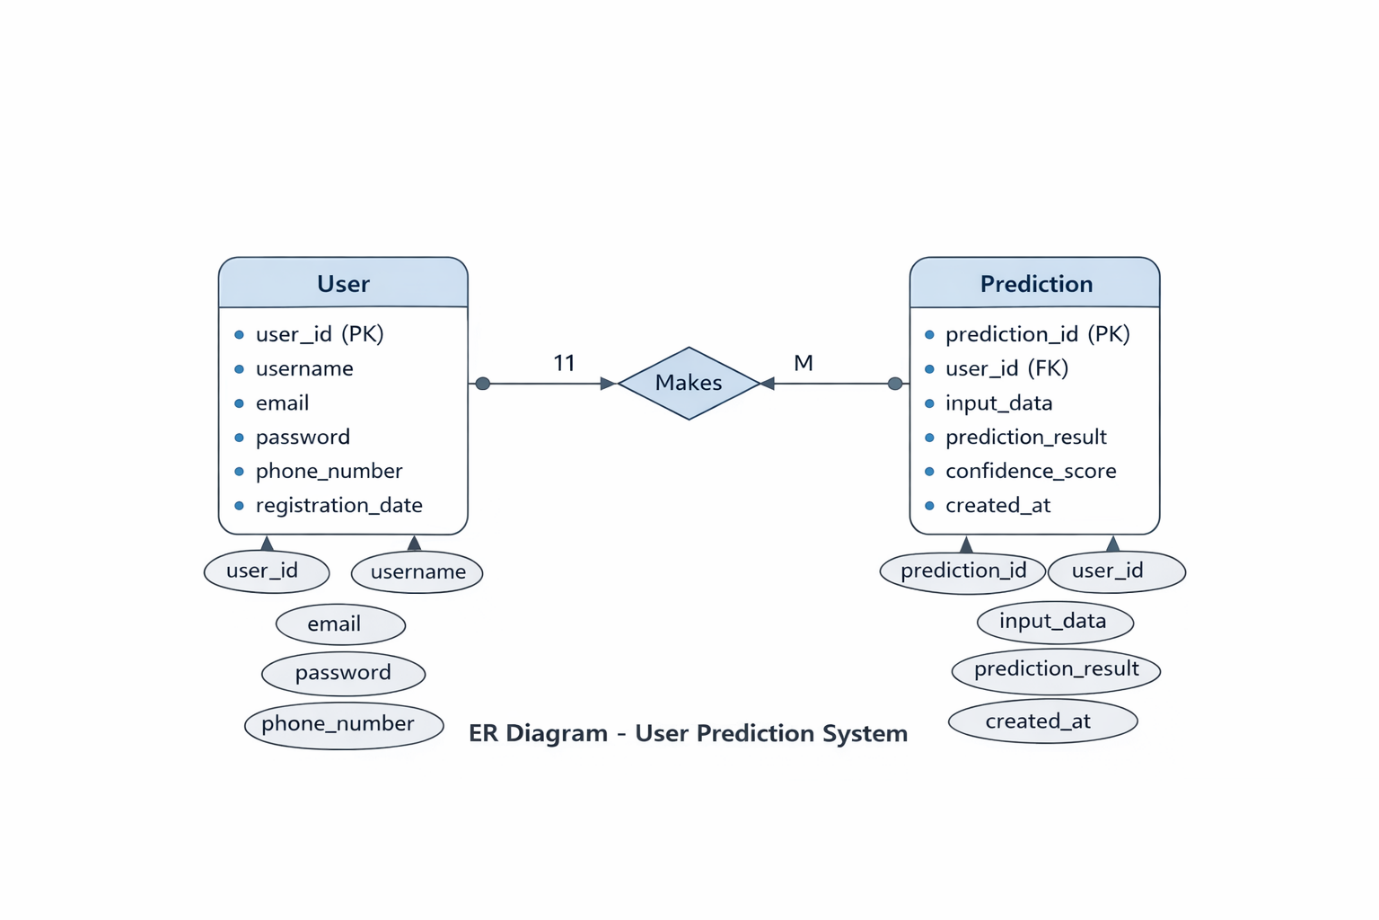 User
user_id (PK)
username
email
password
phone_number
registration_date
11
Makes
M
Prediction
prediction_id (PK)
user_id (FK)
input_data
prediction_result
confidence_score
created_at
user_id
username
email
password
phone_number
prediction_id
user_id
input_data
prediction_result
created_at
ER Diagram - User Prediction System